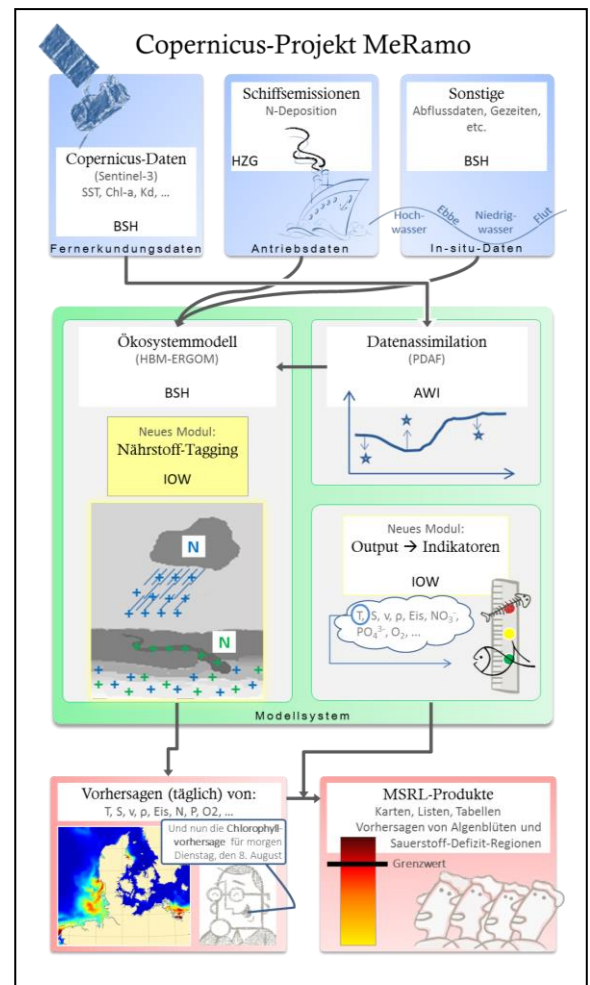 Copernicus-Projekt MeRamo
Copernicus-Daten
(Sentinel-3)
SST, Chl-a, Kd, ...
BSH
Fernerkundungsdaten
Schiffsemissionen
N-Deposition
HZG
Antriebsdaten
Sonstige
Abflussdaten, Gezeiten,
etc.
BSH
Hoch-
wasser
Ebbe
Niedrig-
wasser
Flut
In-situ-Daten
Ökosystemmodell
(HBM-ERGOM)
BSH
Neues Modul:
Nährstoff-Tagging
IOW
N
N
Datenassimilation
(PDAF)
AWI
Neues Modul:
Output → Indikatoren
IOW
T, S, v, p, Eis, NO₃⁻,
PO₄³⁻, O₂, ...
Modellsystem
Vorhersagen (täglich) von:
T, S, v, p, Eis, N, P, O2, ...
Und nun die Chlorophyll-
vorhersage für morgen
Dienstag, den 8. August
MSRL-Produkte
Karten, Listen, Tabellen
Vorhersagen von Algenblüten und
Sauerstoff-Defizit-Regionen
Grenzwert